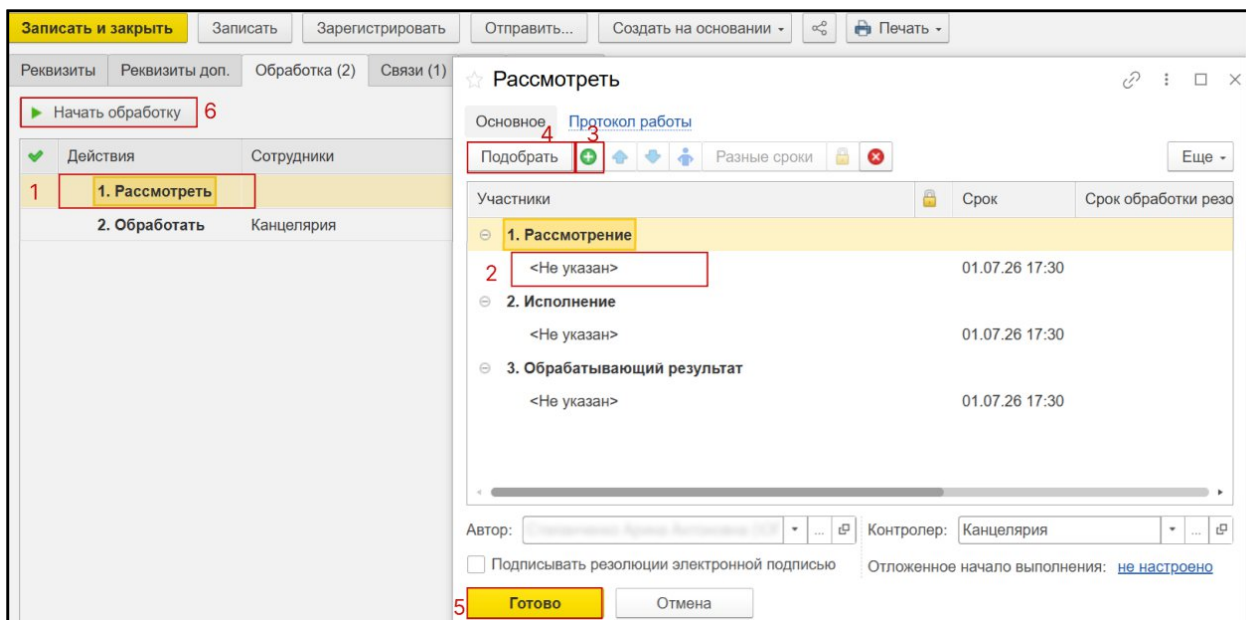 Записать и закрыть Записать Зарегистрировать Отправить... Создать на основании Печать
Реквизиты Реквизиты доп. Обработка (2) Связи (1)
Начать обработку 6
Действия Сотрудники
1 1. Рассмотреть
2. Обработать Канцелярия
Рассмотреть
Основное Протокол работы
4 3
Подобрать Разные сроки Еще
Участники Срок Срок обработки резо
1. Рассмотрение
2 <Не указан> 01.07.26 17:30
2. Исполнение
<Не указан> 01.07.26 17:30
3. Обрабатывающий результат
<Не указан> 01.07.26 17:30
Автор: ... Контролер: Канцелярия ...
Подписывать резолюции электронной подписью Отложенное начало выполнения: не настроено
5 Готово Отмена